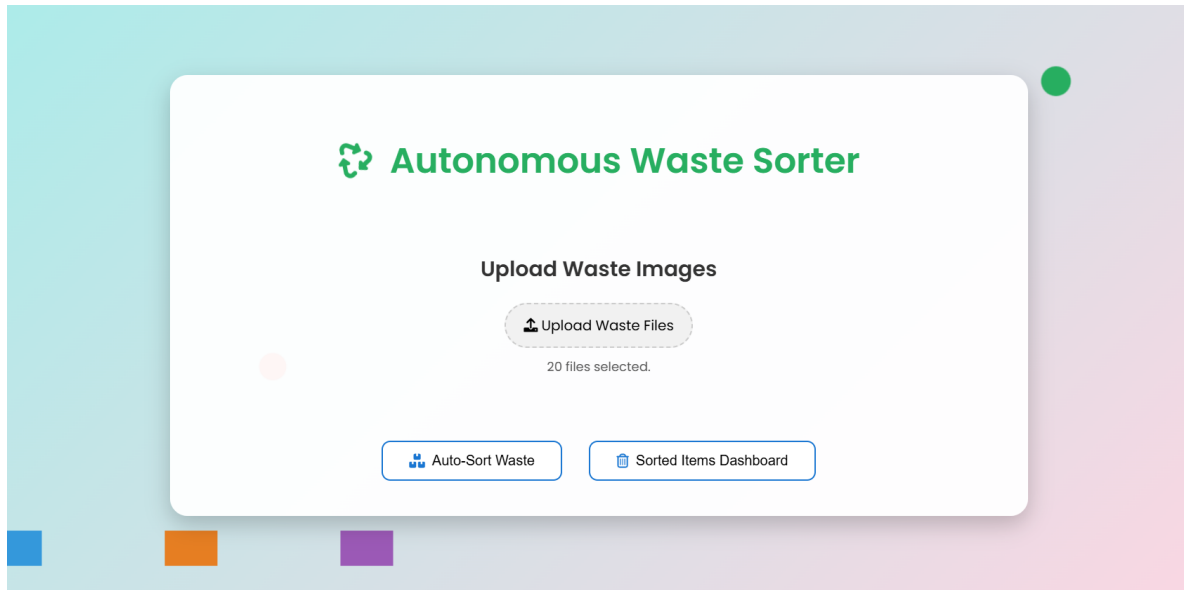 Autonomous Waste Sorter
Upload Waste Images
Upload Waste Files
20 files selected.
Auto-Sort Waste
Sorted Items Dashboard